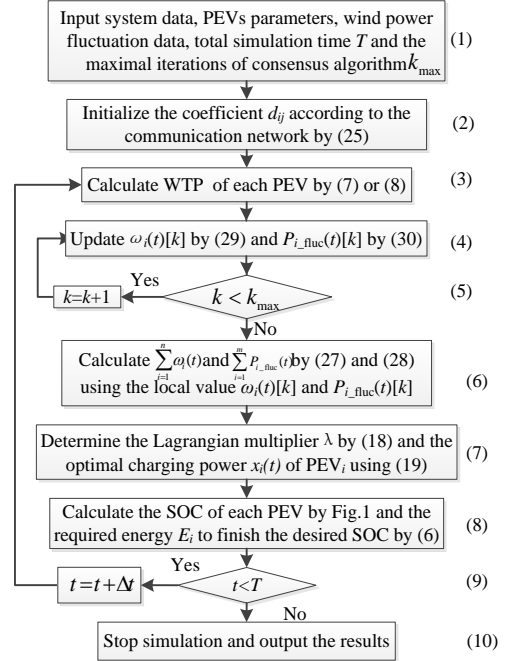 Input system data, PEVs parameters, wind power
fluctuation data, total simulation time T and the
maximal iterations of consensus algorithm k_max
(1)
Initialize the coefficient d_ij according to the
communication network by (25)
(2)
Calculate WTP of each PEV by (7) or (8)
(3)
Update ω_i(t)[k] by (29) and P_i_fluc(t)[k] by (30)
(4)
Yes
k=k+1
k < k_max
(5)
No
Calculate ∑_{i=1}^{n} ω_i(t) and ∑_{i=1}^{m} P_{i_fluc}(t) by (27) and (28)
using the local value ω_i(t)[k] and P_i_fluc(t)[k]
(6)
Determine the Lagrangian multiplier λ by (18) and the
optimal charging power x_i(t) of PEV_i using (19)
(7)
Calculate the SOC of each PEV by Fig.1 and the
required energy E_i to finish the desired SOC by (6)
(8)
Yes
t = t + Δt
t<T
(9)
No
Stop simulation and output the results
(10)